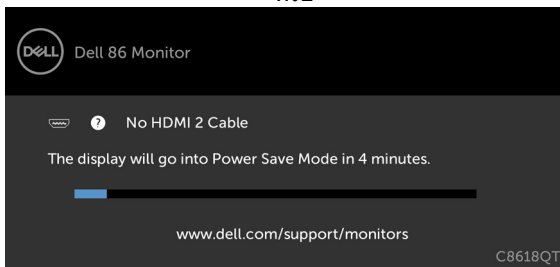 DELL
Dell 86 Monitor
? No HDMI 2 Cable
The display will go into Power Save Mode in 4 minutes.
www.dell.com/support/monitors
C8618QT